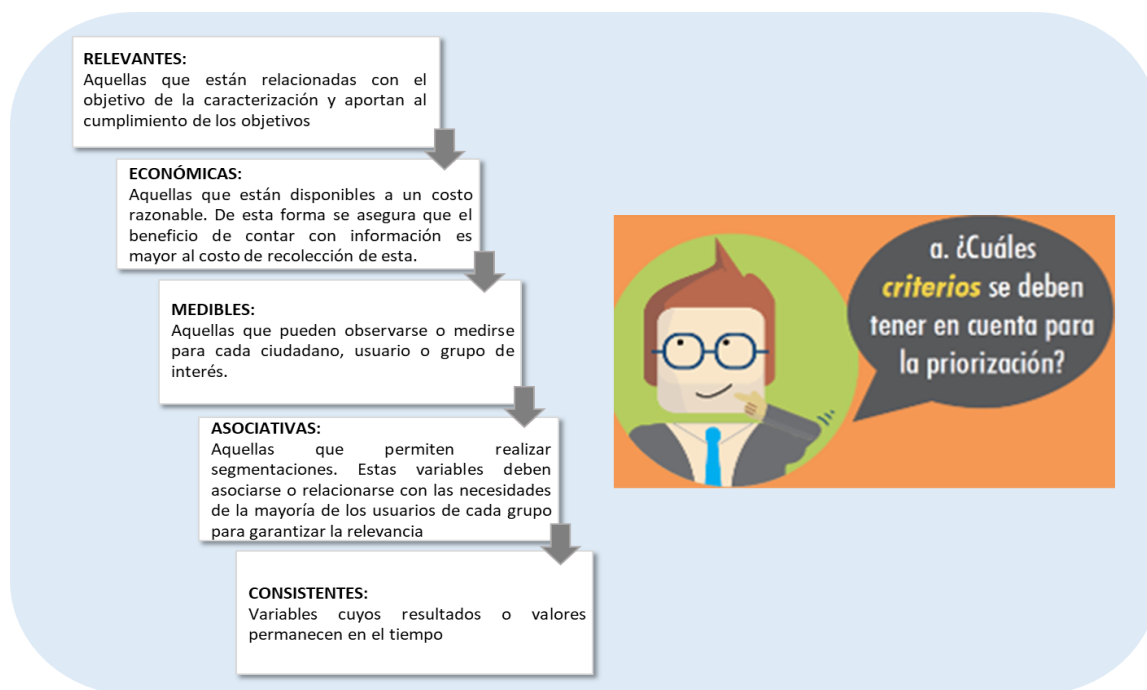 RELEVANTES:
Aquellas que están relacionadas con el
objetivo de la caracterización y aportan al
cumplimiento de los objetivos
ECONÓMICAS:
Aquellas que están disponibles a un costo
razonable. De esta forma se asegura que el
beneficio de contar con información es
mayor al costo de recolección de esta.
MEDIBLES:
Aquellas que pueden observarse o medirse
para cada ciudadano, usuario o grupo de
interés.
ASOCIATIVAS:
Aquellas que permiten realizar
segmentaciones. Estas variables deben
asociarse o relacionarse con las necesidades
de la mayoría de los usuarios de cada grupo
para garantizar la relevancia
CONSISTENTES:
Variables cuyos resultados o valores
permanecen en el tiempo
a. ¿Cuáles
criterios se deben
tener en cuenta para
la priorización?